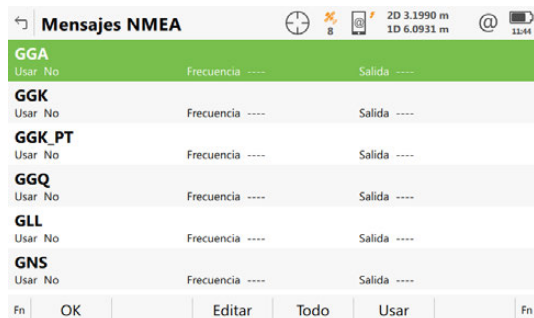 Mensajes NMEA
8
@
2D 3.1990 m
1D 6.0931 m
@
11:44
GGA
Usar No Frecuencia ---- Salida ----
GGK
Usar No Frecuencia ---- Salida ----
GGK_PT
Usar No Frecuencia ---- Salida ----
GGQ
Usar No Frecuencia ---- Salida ----
GLL
Usar No Frecuencia ---- Salida ----
GNS
Usar No Frecuencia ---- Salida ----
Fn OK Editar Todo Usar Fn